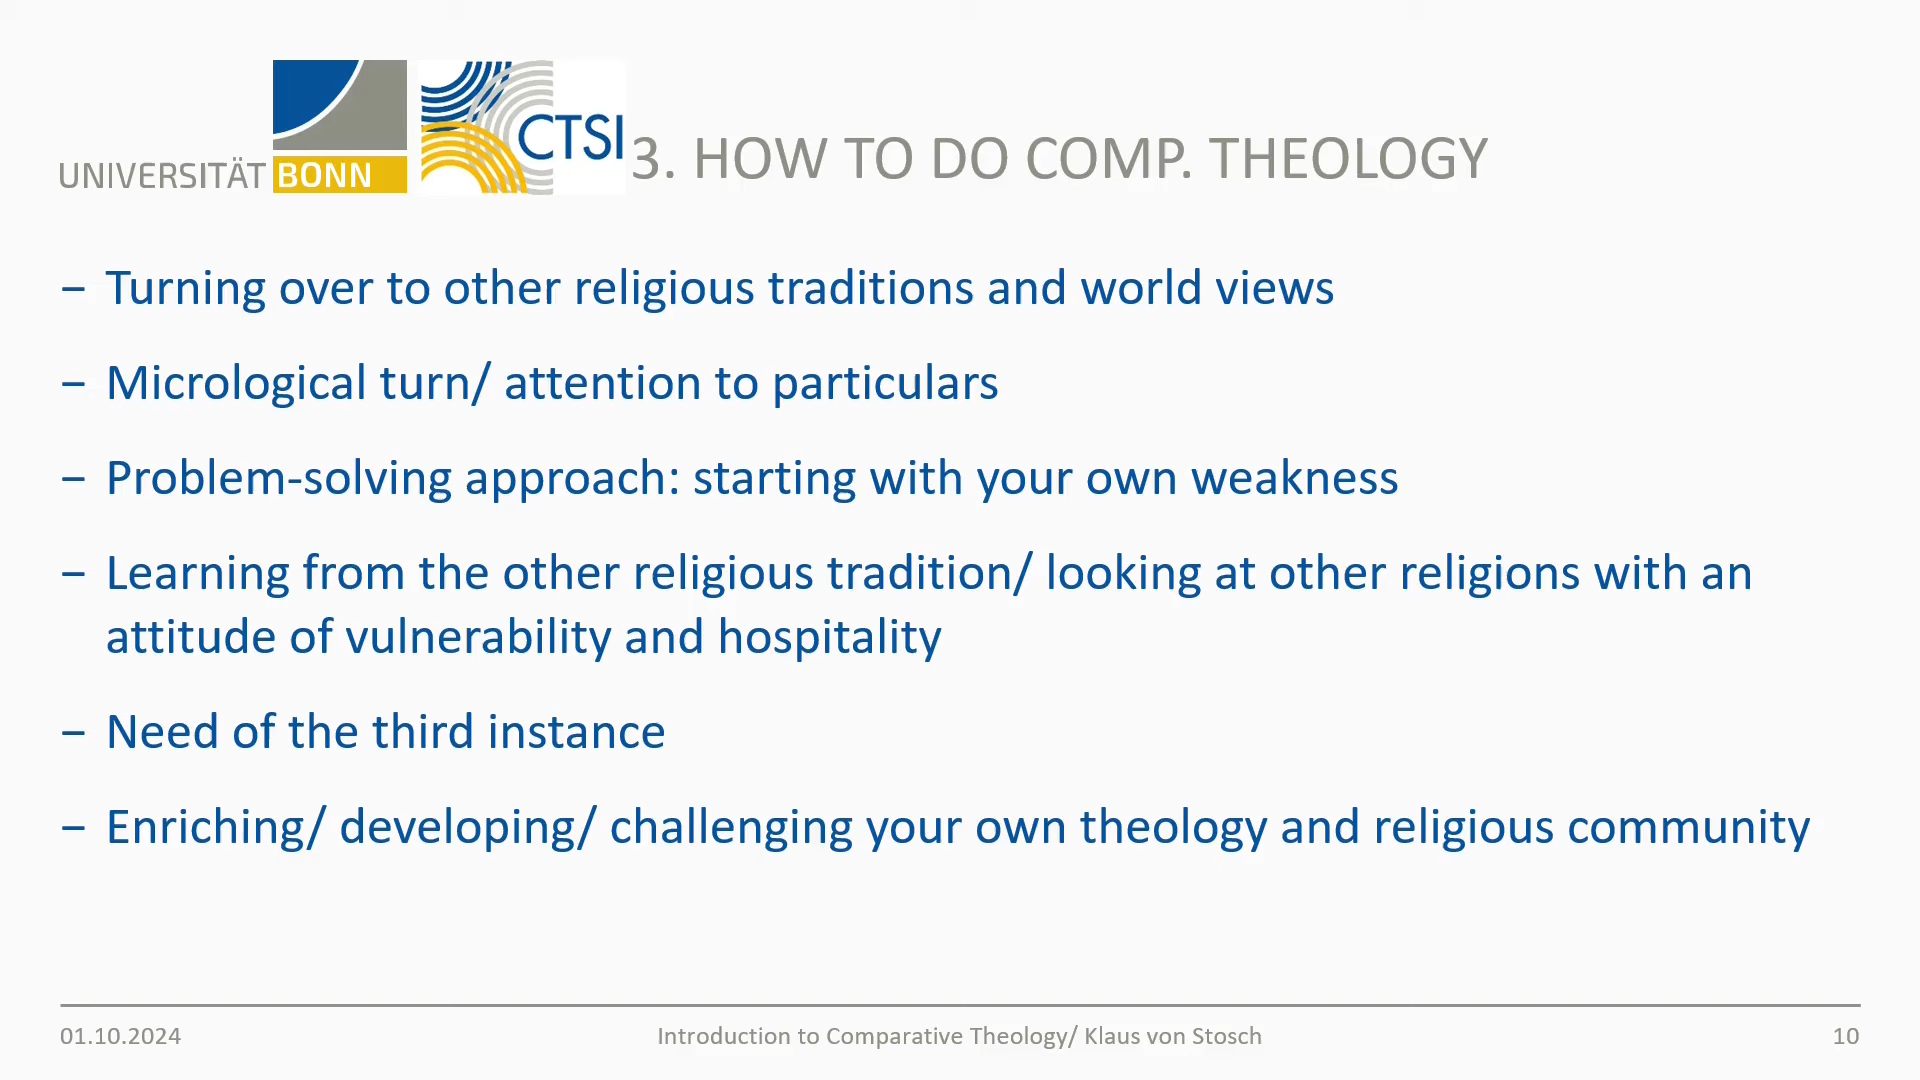 UNIVERSITÄT BONN
CTSI
3. HOW TO DO COMP. THEOLOGY
– Turning over to other religious traditions and world views
– Micrological turn/ attention to particulars
– Problem-solving approach: starting with your own weakness
– Learning from the other religious tradition/ looking at other religions with an
attitude of vulnerability and hospitality
– Need of the third instance
– Enriching/ developing/ challenging your own theology and religious community
01.10.2024
Introduction to Comparative Theology/ Klaus von Stosch
10